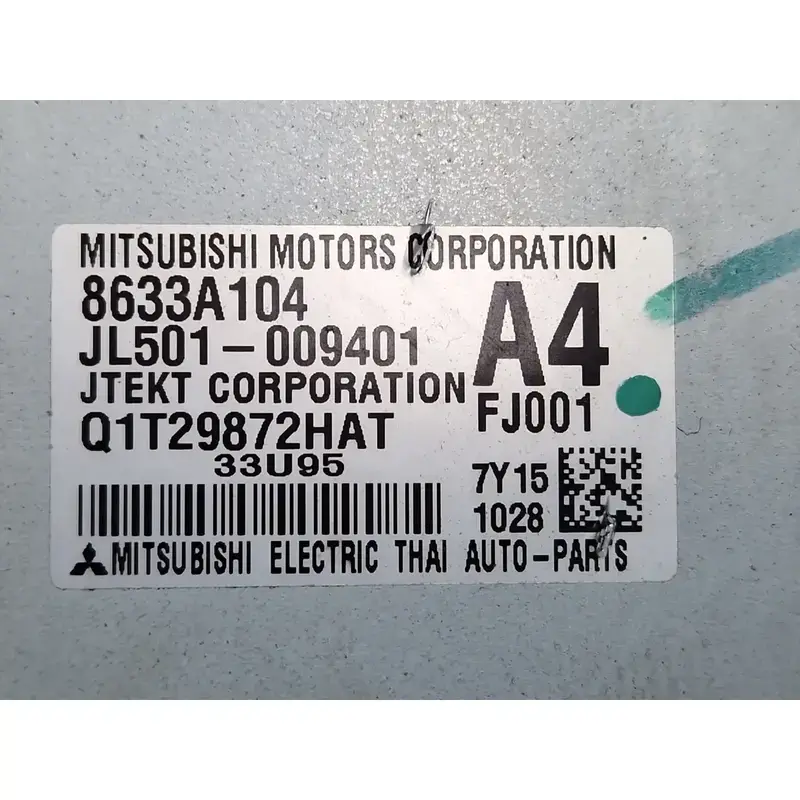 MITSUBISHI MOTORS CORPORATION
8633A104
A4
JL501-009401
JTEKT CORPORATION
FJ001
Q1T29872HAT
33U95
7Y15
1028
MITSUBISHI ELECTRIC THAI AUTO-PARTS